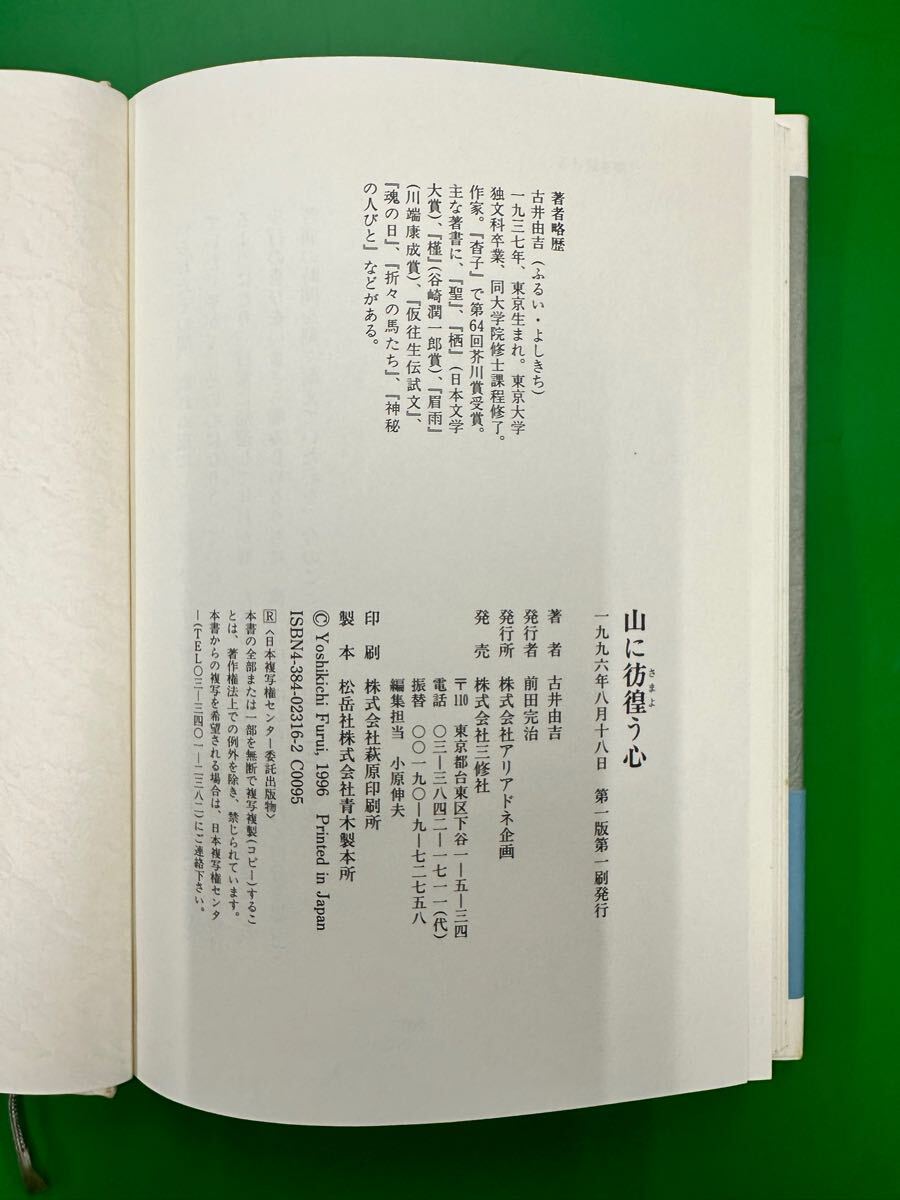 著者略歴
古井由吉（ふるい・よしきち）
一九三七年、東京生まれ。東京大学
独文科卒業、同大学院修士課程修了。
作家。『杳子』で第64回芥川賞受賞。
主な著書に、『聖』、『栖』（日本文学
大賞）、『槿』（谷崎潤一郎賞）、『眉雨』
（川端康成賞）、『仮往生伝試文』、
『魂の日』、『折々の馬たち』、『神秘
の人びと』などがある。
山に彷徨う心
さまよ
一九九六年八月十八日　第一版第一刷発行
著　者　古井由吉
発行者　前田完治
発行所　株式会社アリアドネ企画
発　売　株式会社三修社
〒110　東京都台東区下谷一―五―三四
電話　〇三―三八四二―一七一一（代）
振替　〇〇一九〇―九―七二七五八
編集担当　小原伸夫
印　刷　株式会社萩原印刷所
製　本　松岳社株式会社青木製本所
© Yoshikichi Furui, 1996　Printed in Japan
ISBN4-384-02316-2 C0095
R〈日本複写権センター委託出版物〉
本書の全部または一部を無断で複写複製（コピー）するこ
とは、著作権法上での例外を除き、禁じられています。
本書からの複写を希望される場合は、日本複写権センタ
ー（TEL〇三―三四〇一―二三八二）にご連絡下さい。